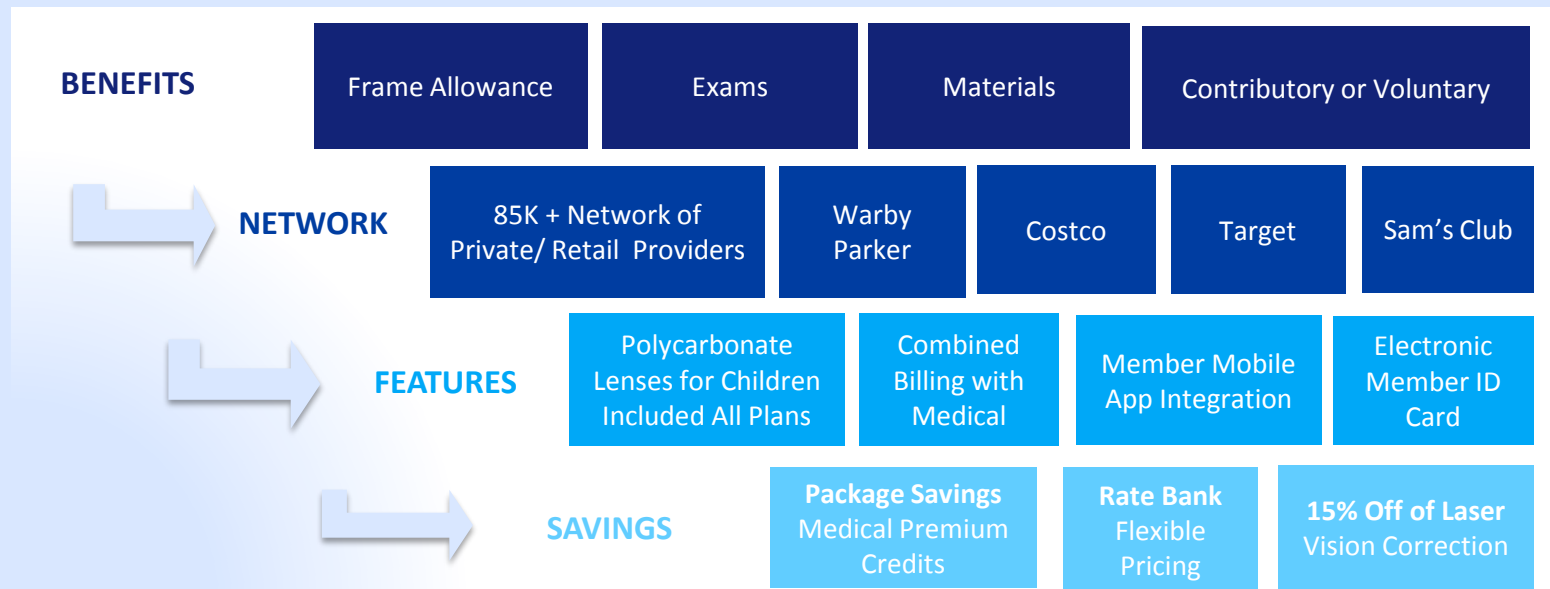 BENEFITS
Frame Allowance
Exams
Materials
Contributory or Voluntary
NETWORK
85K + Network of
Private/ Retail Providers
Warby
Parker
Costco
Target
Sam’s Club
FEATURES
Polycarbonate
Lenses for Children
Included All Plans
Combined
Billing with
Medical
Member Mobile
App Integration
Electronic
Member ID
Card
SAVINGS
Package Savings
Medical Premium
Credits
Rate Bank
Flexible
Pricing
15% Off of Laser
Vision Correction